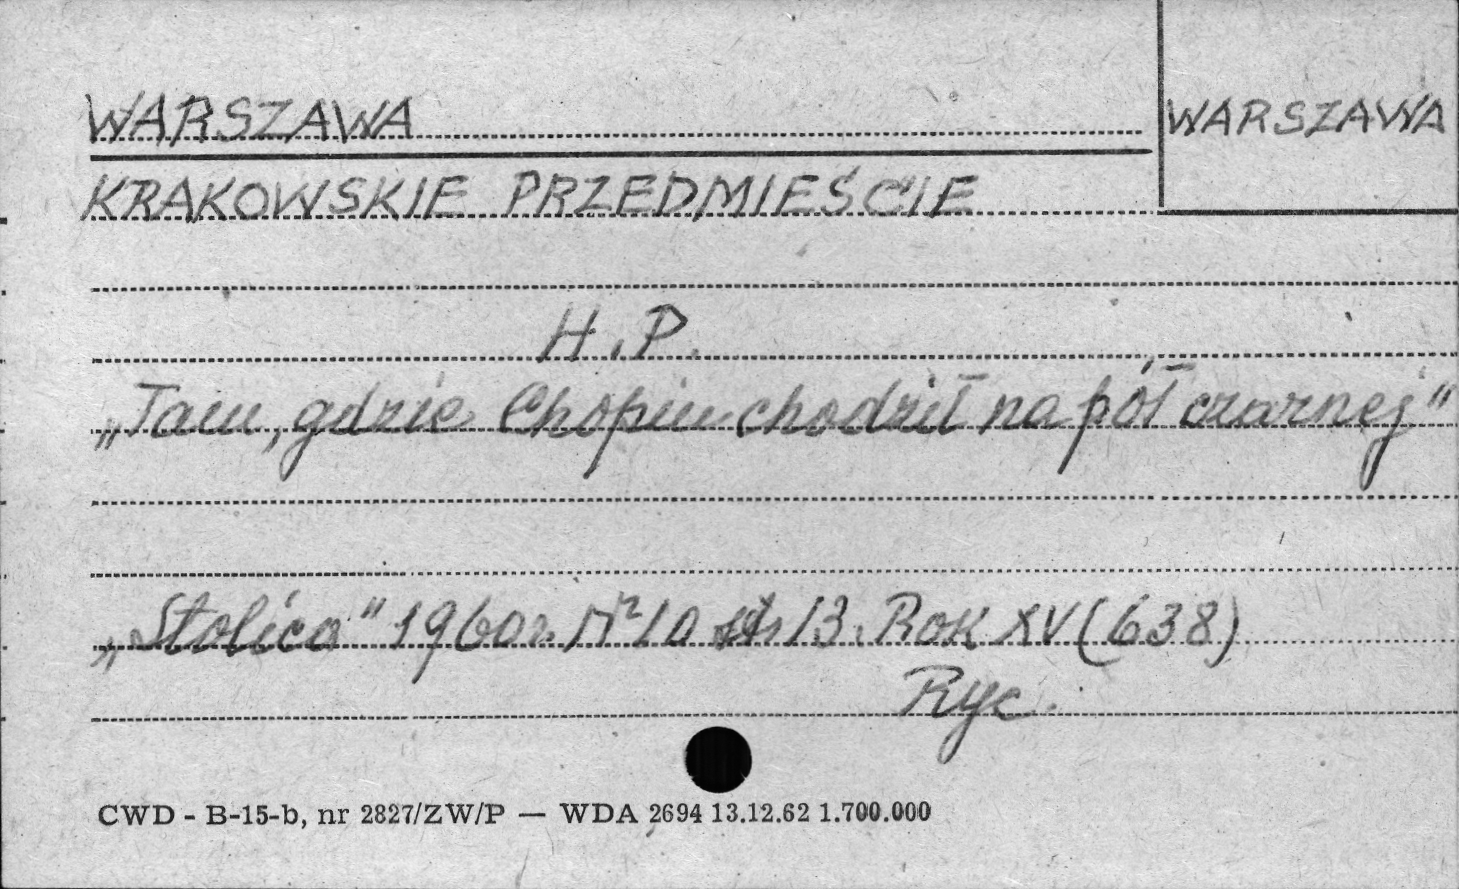 WARSZAWA
WARSZAWA
KRAKOWSKIE PRZEDMIEŚCIE
H. P.
„Tam, gdzie Chopin chodził na pół czarnej"
„Stolica" 1960r. Nr 10 str 13. Rok XV (638)
Ryc.
CWD - B-15-b, nr 2827/ZW/P — WDA 2694 13.12.62 1.700.000